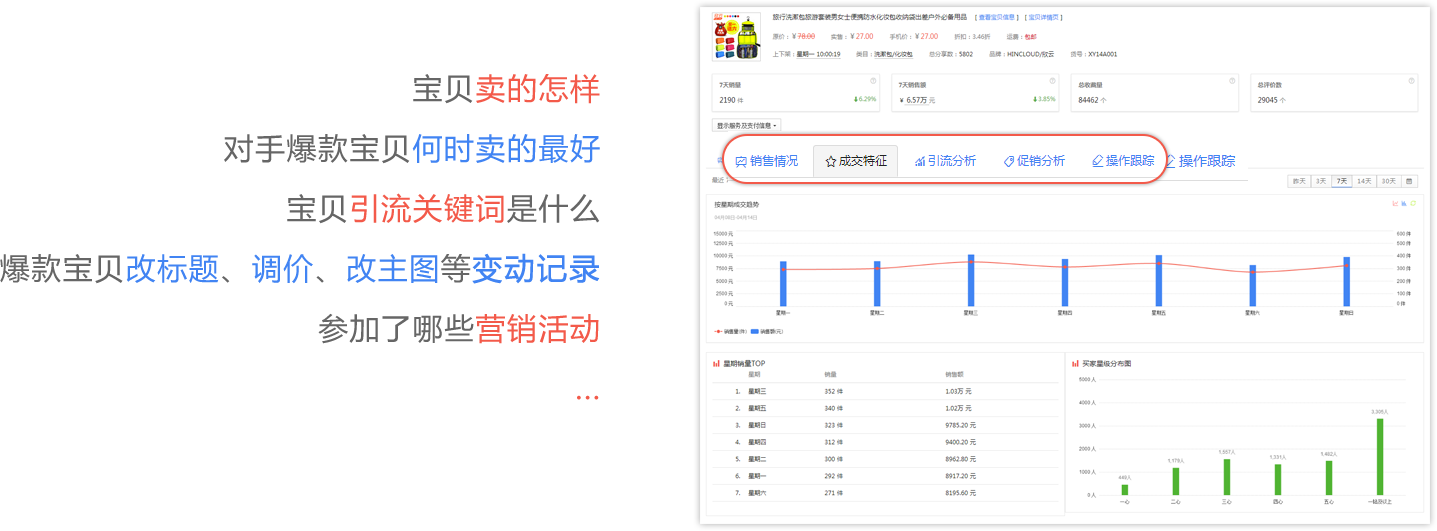 宝贝卖的怎样
对手爆款宝贝何时卖的最好
宝贝引流关键词是什么
爆款宝贝改标题、调价、改主图等变动记录
参加了哪些营销活动
...
旅行洗漱包旅游套装男女士便携防水化妆包收纳袋出差户外必备用品 [ 查看宝贝信息 ] [ 宝贝详情页 ]
原价：¥ 78.00 实售：¥ 27.00 手机价：¥ 27.00 折扣：3.46折 运费：包邮
上下架：星期一 10:00:19 类目：洗漱包/化妆包 总分享数：5802 品牌：HINCLOUD/欣云 货号：XY14A001
7天销量 7天销售额 总收藏量 总评价数
2190 件 6.29% ¥ 6.57万 元 3.85% 84462 个 29045 个
显示服务及支付信息
销售情况 成交特征 引流分析 促销分析 操作跟踪 操作跟踪
最近
昨天 3天 7天 14天 30天
按星期成交趋势
04月08日-04月14日
15000 元 600 件
12500 元 500 件
10000 元 400 件
7500 元 300 件
5000 元 200 件
2500 元 100 件
0 元 0 件
星期一 星期二 星期三 星期四 星期五 星期六 星期日
销售量(件) 销售额(元)
星期销量TOP
星期 销量 销售额
1. 星期三 352 件 1.03万 元
2. 星期五 340 件 1.02万 元
3. 星期日 323 件 9785.20 元
4. 星期四 312 件 9400.20 元
5. 星期二 300 件 8962.80 元
6. 星期一 292 件 8917.20 元
7. 星期六 271 件 8195.60 元
买家星级分布图
5000 人
4000 人
3000 人
2000 人
1000 人
0 人
1,179人 1,557人 1,331人 1,482人
一心 二心 三心 四心 五心 一钻及以上